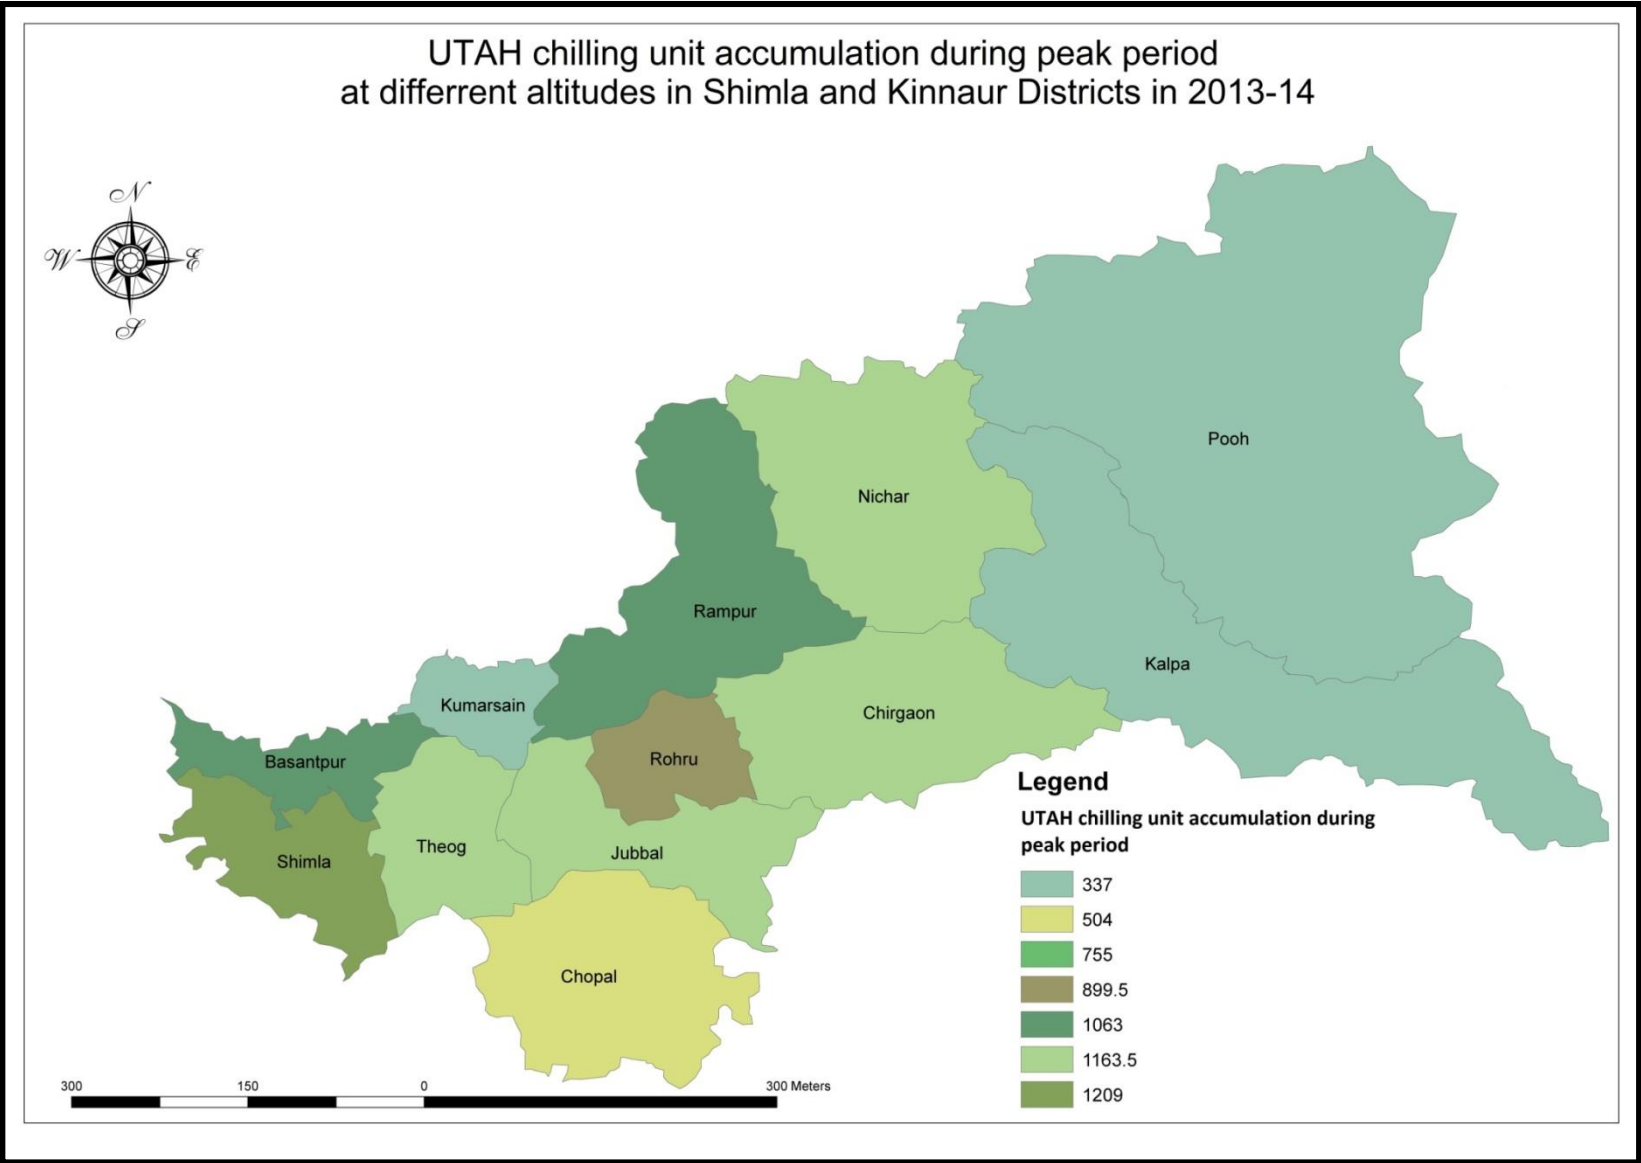 UTAH chilling unit accumulation during peak period
at differrent altitudes in Shimla and Kinnaur Districts in 2013-14
N
W
E
S
Pooh
Nichar
Rampur
Kalpa
Kumarsain
Chirgaon
Rohru
Basantpur
Theog
Jubbal
Shimla
Chopal
Legend
UTAH chilling unit accumulation during
peak period
337
504
755
899.5
1063
1163.5
1209
300 150 0 300 Meters